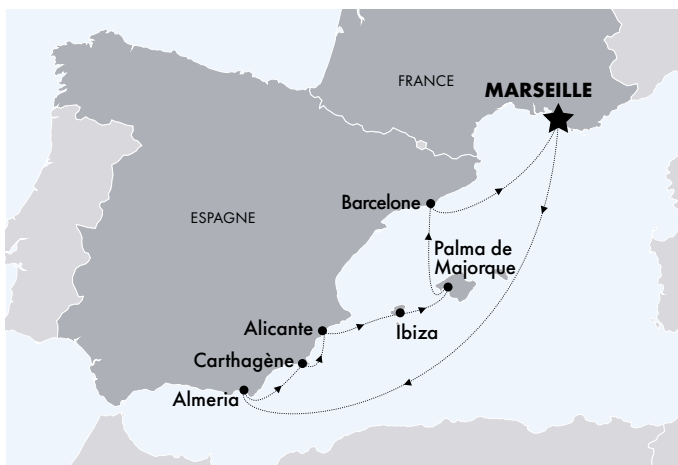 FRANCE
MARSEILLE
Barcelone
ESPAGNE
Palma de
Majorque
Alicante
Ibiza
Carthagène
Almeria